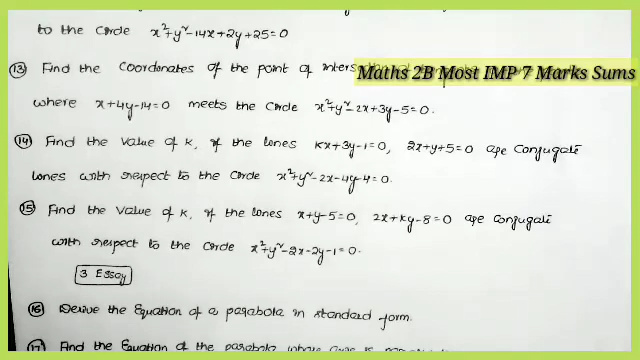 to the Circle x²+y²-14x+2y+25=0
13 Find the Coordinates of the point of
Maths 2B Most IMP 7 Marks Sums
where x+4y-14=0 meets the Circle x²+y²-2x+3y-5=0.
14 Find the Value of K, if the lines Kx+3y-1=0, 2x+y+5=0 are Conjugate
lines with respect to the Circle x²+y²-2x-4y-4=0.
15 Find the Value of K, if the lines x+y-5=0, 2x+Ky-8=0 are Conjugate
with respect to the Circle x²+y²-2x-2y-1=0.
3 Essay
16 Derive the Equation of a parabola in standard form.
17 Find the Equation of the parabola whose